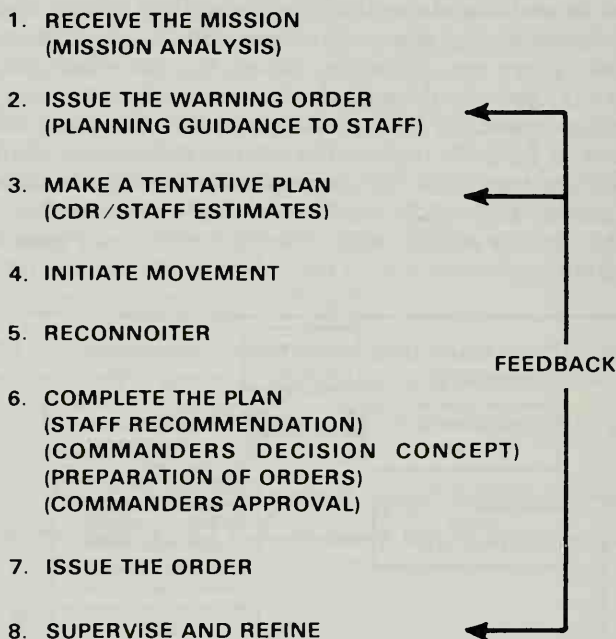 1. RECEIVE THE MISSION
(MISSION ANALYSIS)
2. ISSUE THE WARNING ORDER
(PLANNING GUIDANCE TO STAFF)
3. MAKE A TENTATIVE PLAN
(CDR/STAFF ESTIMATES)
4. INITIATE MOVEMENT
5. RECONNOITER
FEEDBACK
6. COMPLETE THE PLAN
(STAFF RECOMMENDATION)
(COMMANDERS DECISION CONCEPT)
(PREPARATION OF ORDERS)
(COMMANDERS APPROVAL)
7. ISSUE THE ORDER
8. SUPERVISE AND REFINE